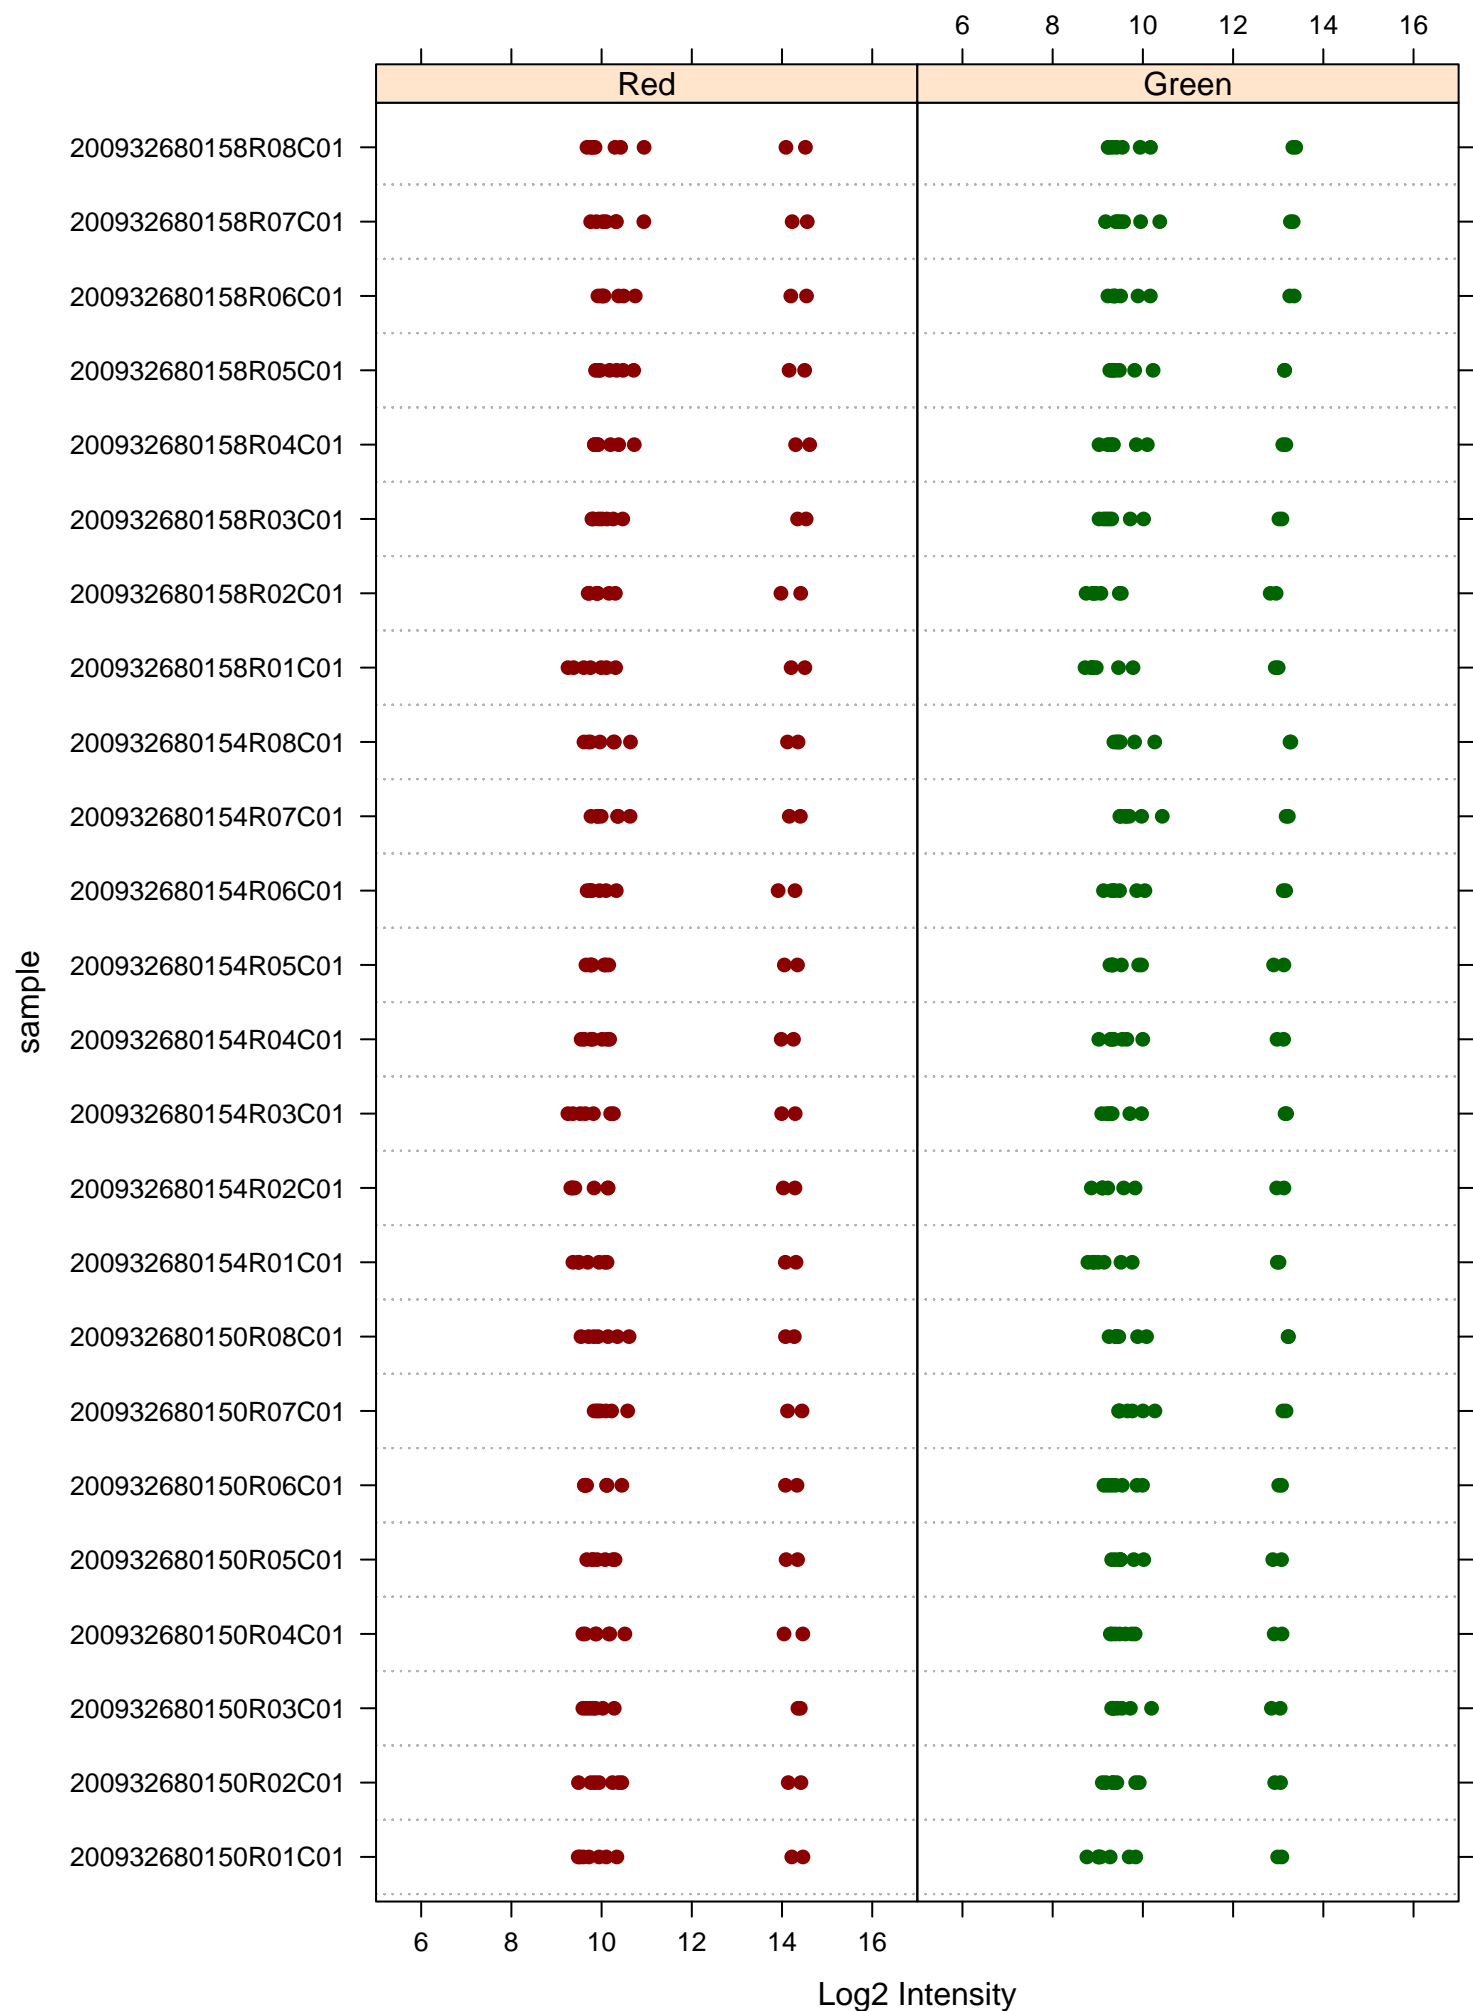 6 8 10 12 14 16
Red Green
200932680158R08C01
200932680158R07C01
200932680158R06C01
200932680158R05C01
200932680158R04C01
200932680158R03C01
200932680158R02C01
200932680158R01C01
200932680154R08C01
200932680154R07C01
200932680154R06C01
200932680154R05C01
200932680154R04C01
200932680154R03C01
200932680154R02C01
200932680154R01C01
200932680150R08C01
200932680150R07C01
200932680150R06C01
200932680150R05C01
200932680150R04C01
200932680150R03C01
200932680150R02C01
200932680150R01C01
sample
6 8 10 12 14 16
Log2 Intensity